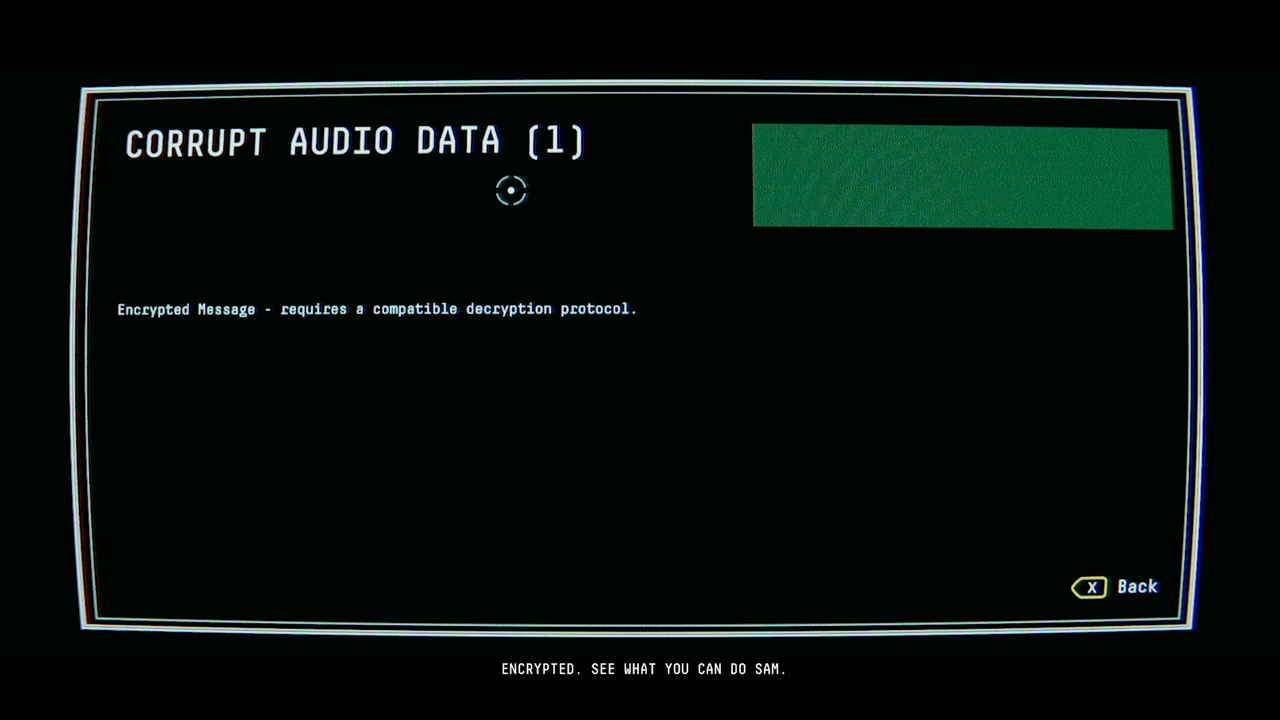 CORRUPT AUDIO DATA (1)
Encrypted Message - requires a compatible decryption protocol.
X Back
ENCRYPTED. SEE WHAT YOU CAN DO SAM.